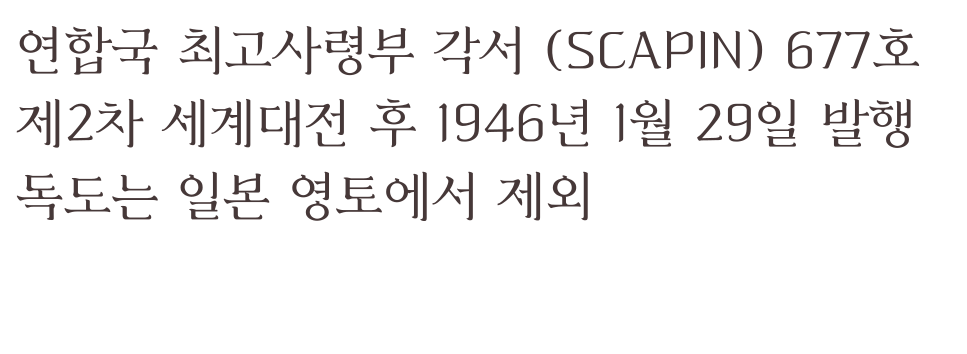 연합국 최고사령부 각서 (SCAPIN) 677호
제2차 세계대전 후 1946년 1월 29일 발행
독도는 일본 영토에서 제외